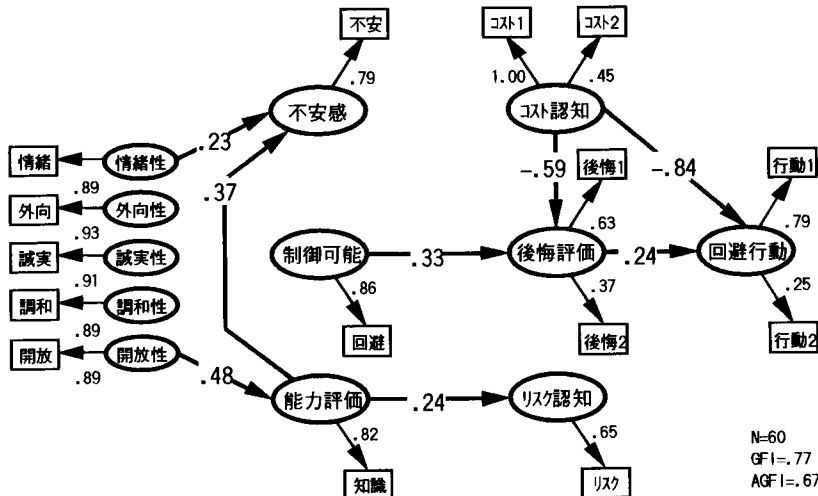 不安
コスト1
コスト2
.79
1.00
.45
不安感
コスト認知
情緒
情緒性
.23
-.59
後悔1
-.84
行動1
.89
.37
外向
外向性
.63
.79
.93
誠実
誠実性
制御可能
.33
後悔評価
.24
回避行動
.91
.86
.37
.25
調和
調和性
.89
回避
後悔2
行動2
開放
開放性
.89
.48
能力評価
.24
リスク認知
.82
.65
知識
リスク
N=60
GFI=.77
AGFI=.67